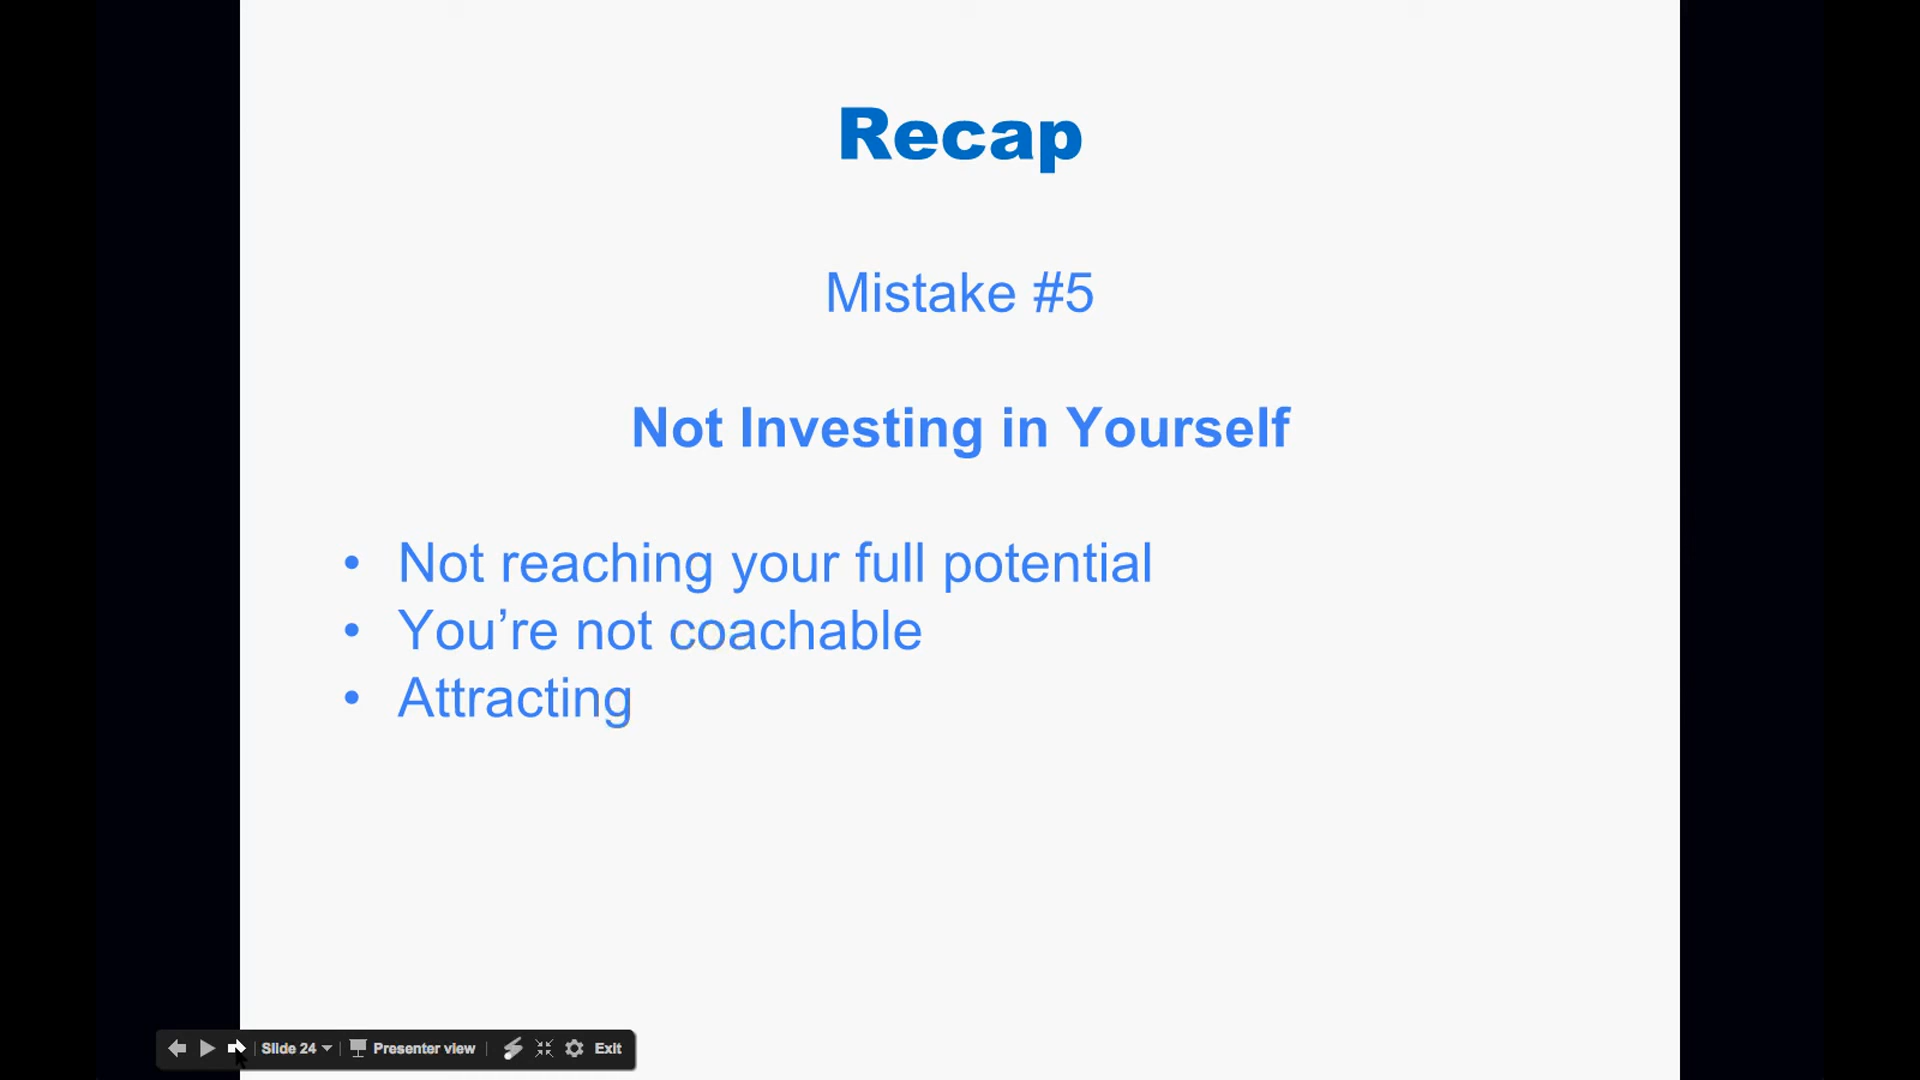 Recap
Mistake #5
Not Investing in Yourself
• Not reaching your full potential
• You’re not coachable
• Attracting
Slide 24 Presenter view Exit